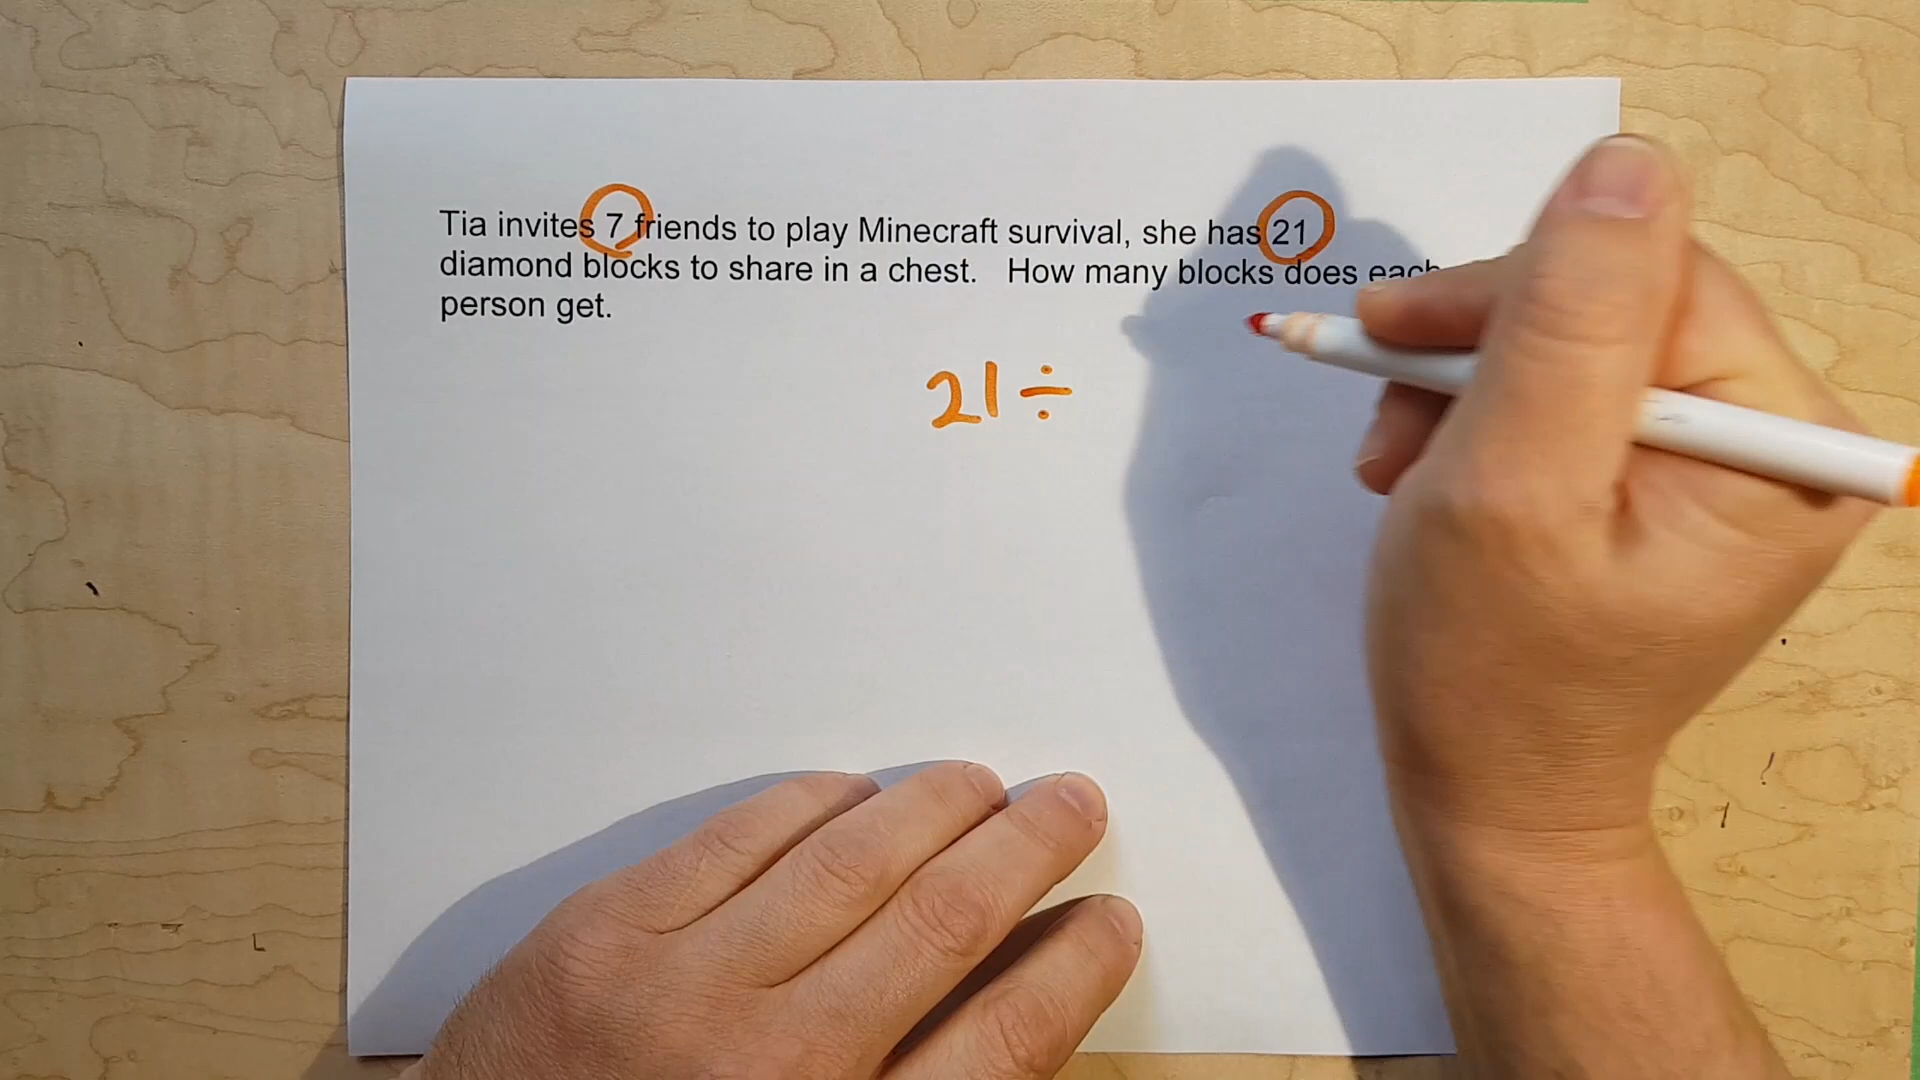 Tia invites 7 friends to play Minecraft survival, she has 21
diamond blocks to share in a chest. How many blocks does each
person get.
21 ÷